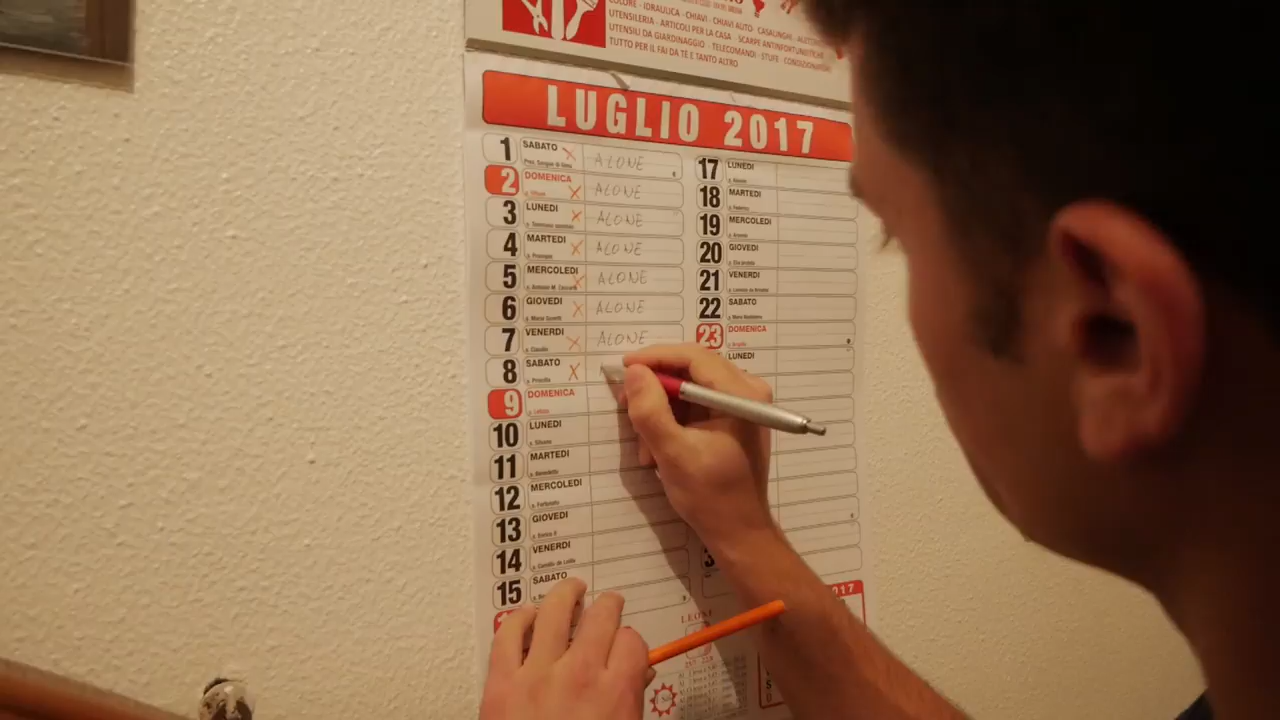 COLORE - IDRAULICA - CHIAVI - CHIAVI AUTO - CASALINGHI
UTENSILERIA - ARTICOLI PER LA CASA - SCARPE ANTINFORTUNISTICHE
UTENSILI DA GIARDINAGGIO - TELECOMANDI - STUFE - CONDIZIONATORI
TUTTO PER IL FAI DA TÉ E TANTO ALTRO
LUGLIO 2017
1 SABATO X ALONE
2 DOMENICA X ALONE
3 LUNEDI X ALONE
4 MARTEDI X ALONE
5 MERCOLEDI X ALONE
6 GIOVEDI X ALONE
7 VENERDI X ALONE
8 SABATO X
9 DOMENICA
10 LUNEDI
11 MARTEDI
12 MERCOLEDI
13 GIOVEDI
14 VENERDI
15 SABATO
17 LUNEDI
18 MARTEDI
19 MERCOLEDI
20 GIOVEDI
21 VENERDI
22 SABATO
23 DOMENICA
LUNEDI
LEONE
2017